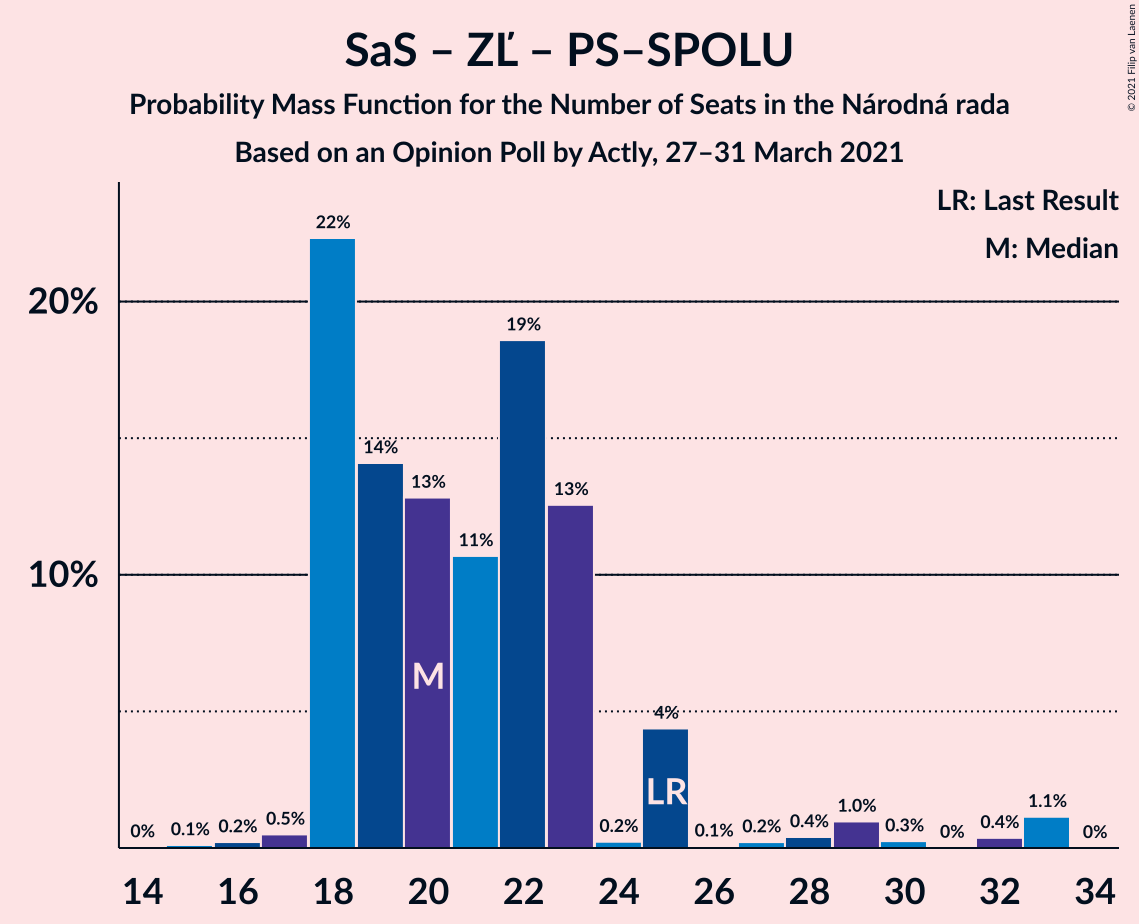 SaS – ZĽ – PS–SPOLU
Probability Mass Function for the Number of Seats in the Národná rada
Based on an Opinion Poll by Actly, 27–31 March 2021
© 2021 Filip van Laenen
LR: Last Result
M: Median
20%
10%
0%
0.1%
0.2%
0.5%
22%
14%
13%
11%
19%
13%
0.2%
4%
0.1%
0.2%
0.4%
1.0%
0.3%
0%
0.4%
1.1%
0%
M
LR
14 16 18 20 22 24 26 28 30 32 34